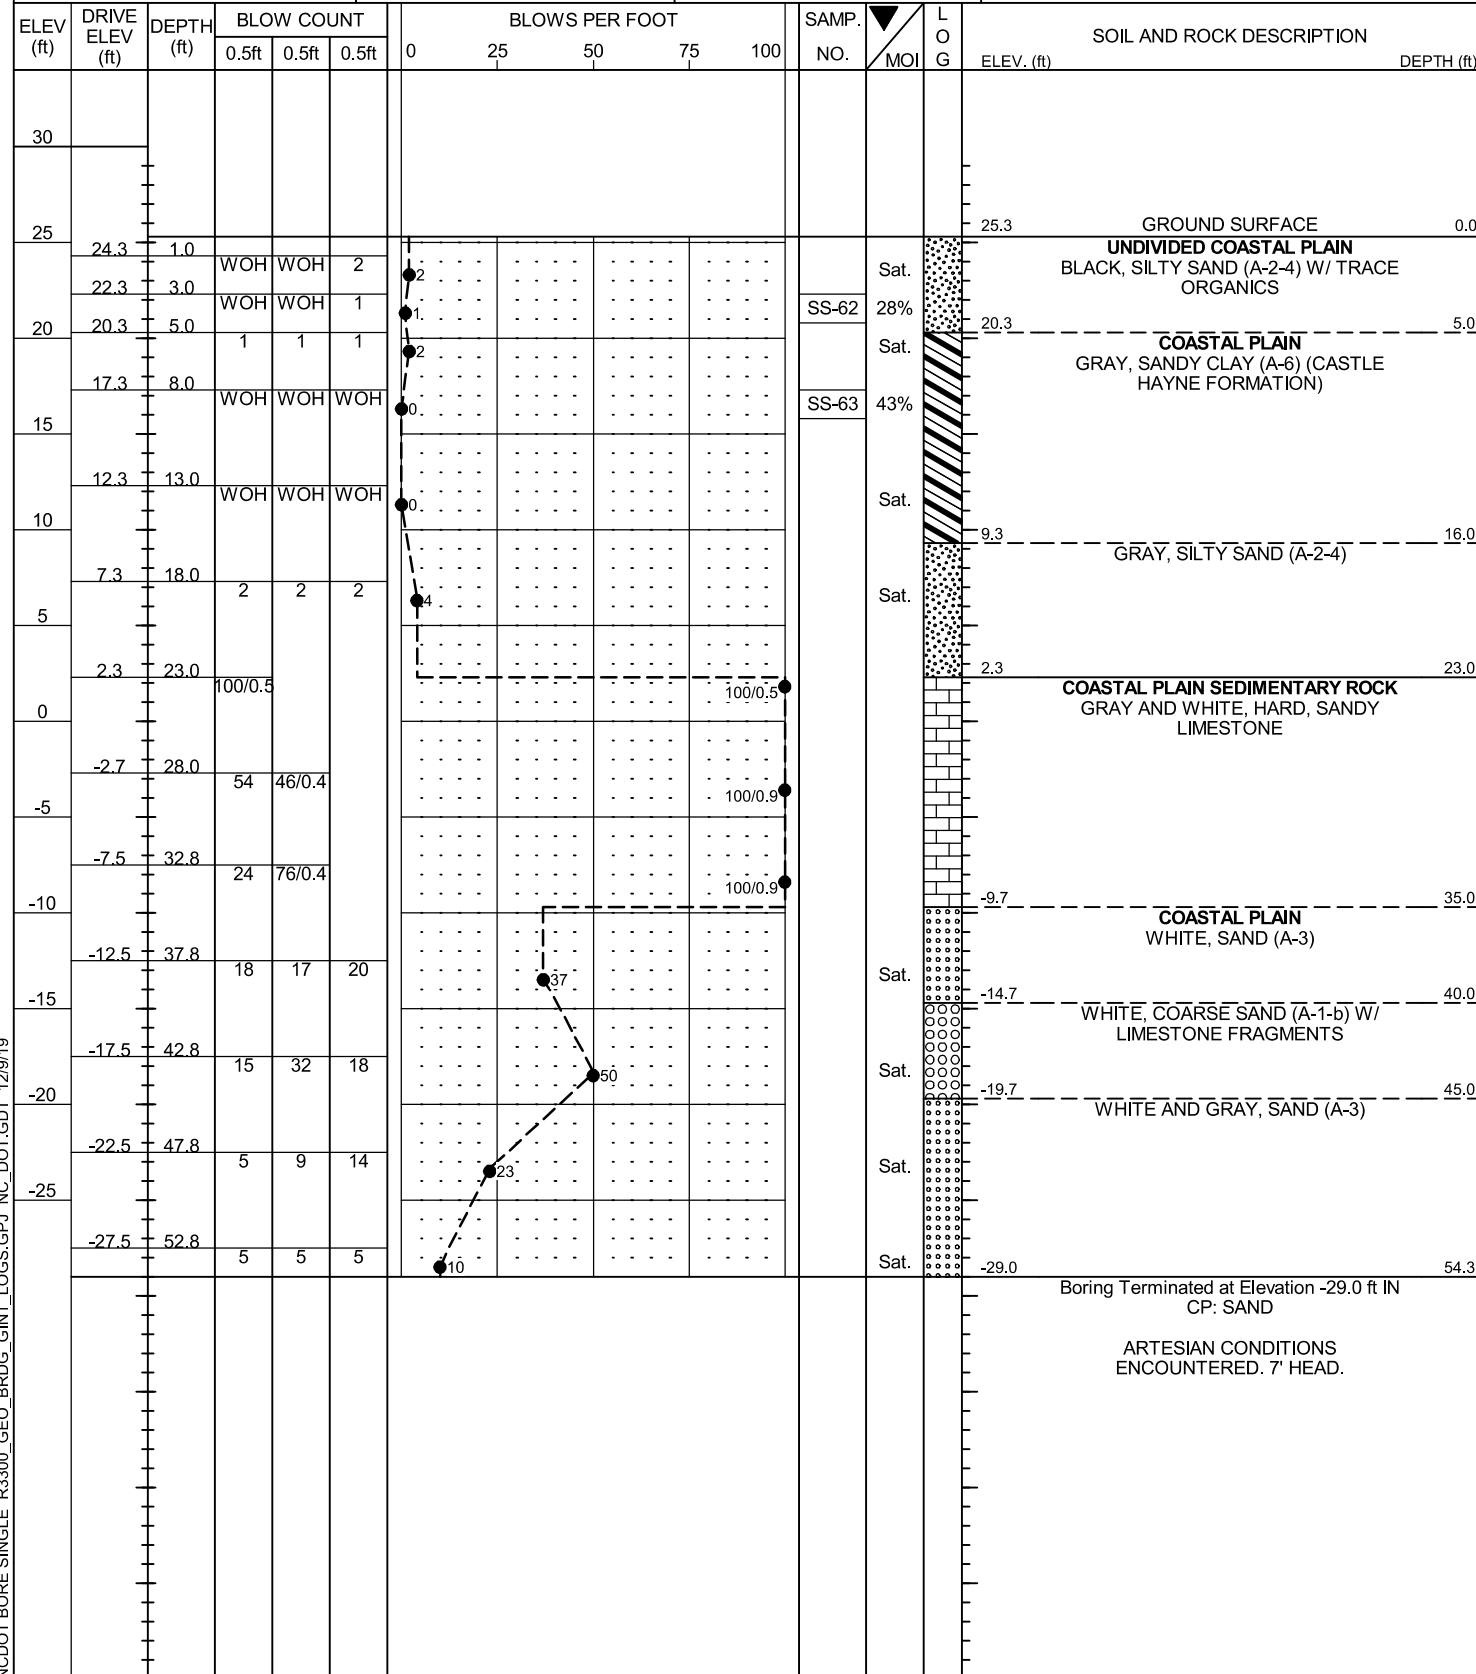 ELEV (ft) DRIVE ELEV (ft) DEPTH (ft) BLOW COUNT 0.5ft 0.5ft 0.5ft BLOWS PER FOOT 0 25 50 75 100 SAMP. NO. MOI LOG SOIL AND ROCK DESCRIPTION ELEV. (ft) DEPTH (ft)
30
25.3 GROUND SURFACE 0.0
25
24.3 1.0 WOH WOH 2 2 Sat. UNDIVIDED COASTAL PLAIN
BLACK, SILTY SAND (A-2-4) W/ TRACE
ORGANICS
22.3 3.0 WOH WOH 1 1 SS-62 28%
20 20.3 5.0 1 1 1 2 Sat. 20.3 5.0
COASTAL PLAIN
GRAY, SANDY CLAY (A-6) (CASTLE
HAYNE FORMATION)
17.3 8.0 WOH WOH WOH 0 SS-63 43%
15
12.3 13.0 WOH WOH WOH 0 Sat.
10 9.3 16.0
GRAY, SILTY SAND (A-2-4)
7.3 18.0 2 2 2 4 Sat.
5
2.3 23.0 100/0.5 100/0.5 2.3 23.0
COASTAL PLAIN SEDIMENTARY ROCK
GRAY AND WHITE, HARD, SANDY
LIMESTONE
0
-2.7 28.0 54 46/0.4 100/0.9
-5
-7.5 32.8 24 76/0.4 100/0.9
-10 -9.7 35.0
COASTAL PLAIN
WHITE, SAND (A-3)
-12.5 37.8 18 17 20 37 Sat.
-15 -14.7 40.0
WHITE, COARSE SAND (A-1-b) W/
LIMESTONE FRAGMENTS
-17.5 42.8 15 32 18 50 Sat.
-20 -19.7 45.0
WHITE AND GRAY, SAND (A-3)
-22.5 47.8 5 9 14 23 Sat.
-25
-27.5 52.8 5 5 5 10 Sat. -29.0 54.3
Boring Terminated at Elevation -29.0 ft IN
CP: SAND
ARTESIAN CONDITIONS
ENCOUNTERED. 7' HEAD.
NCDOT BORE SINGLE R3300_GEO_BRDG_GINT_LOGS.GPJ NC_DOT.GDT 12/9/19